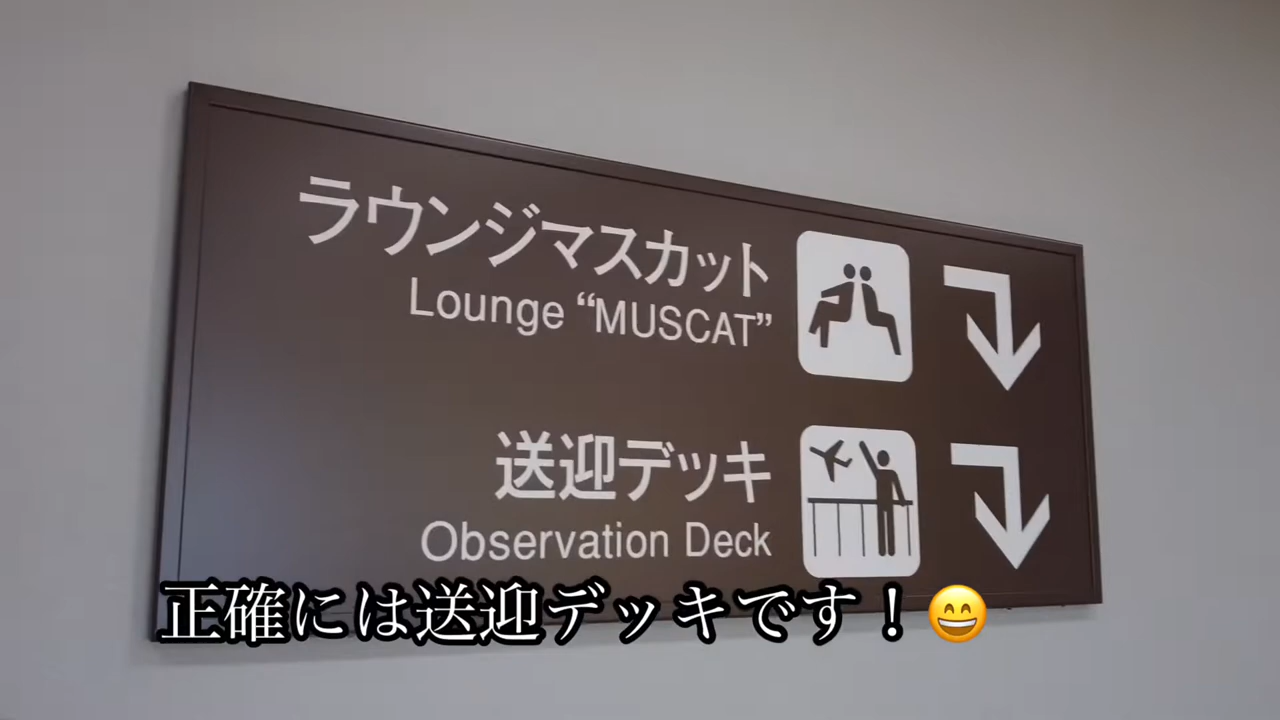 ラウンジマスカット
Lounge “MUSCAT”
送迎デッキ
Observation Deck
正確には送迎デッキです！😄